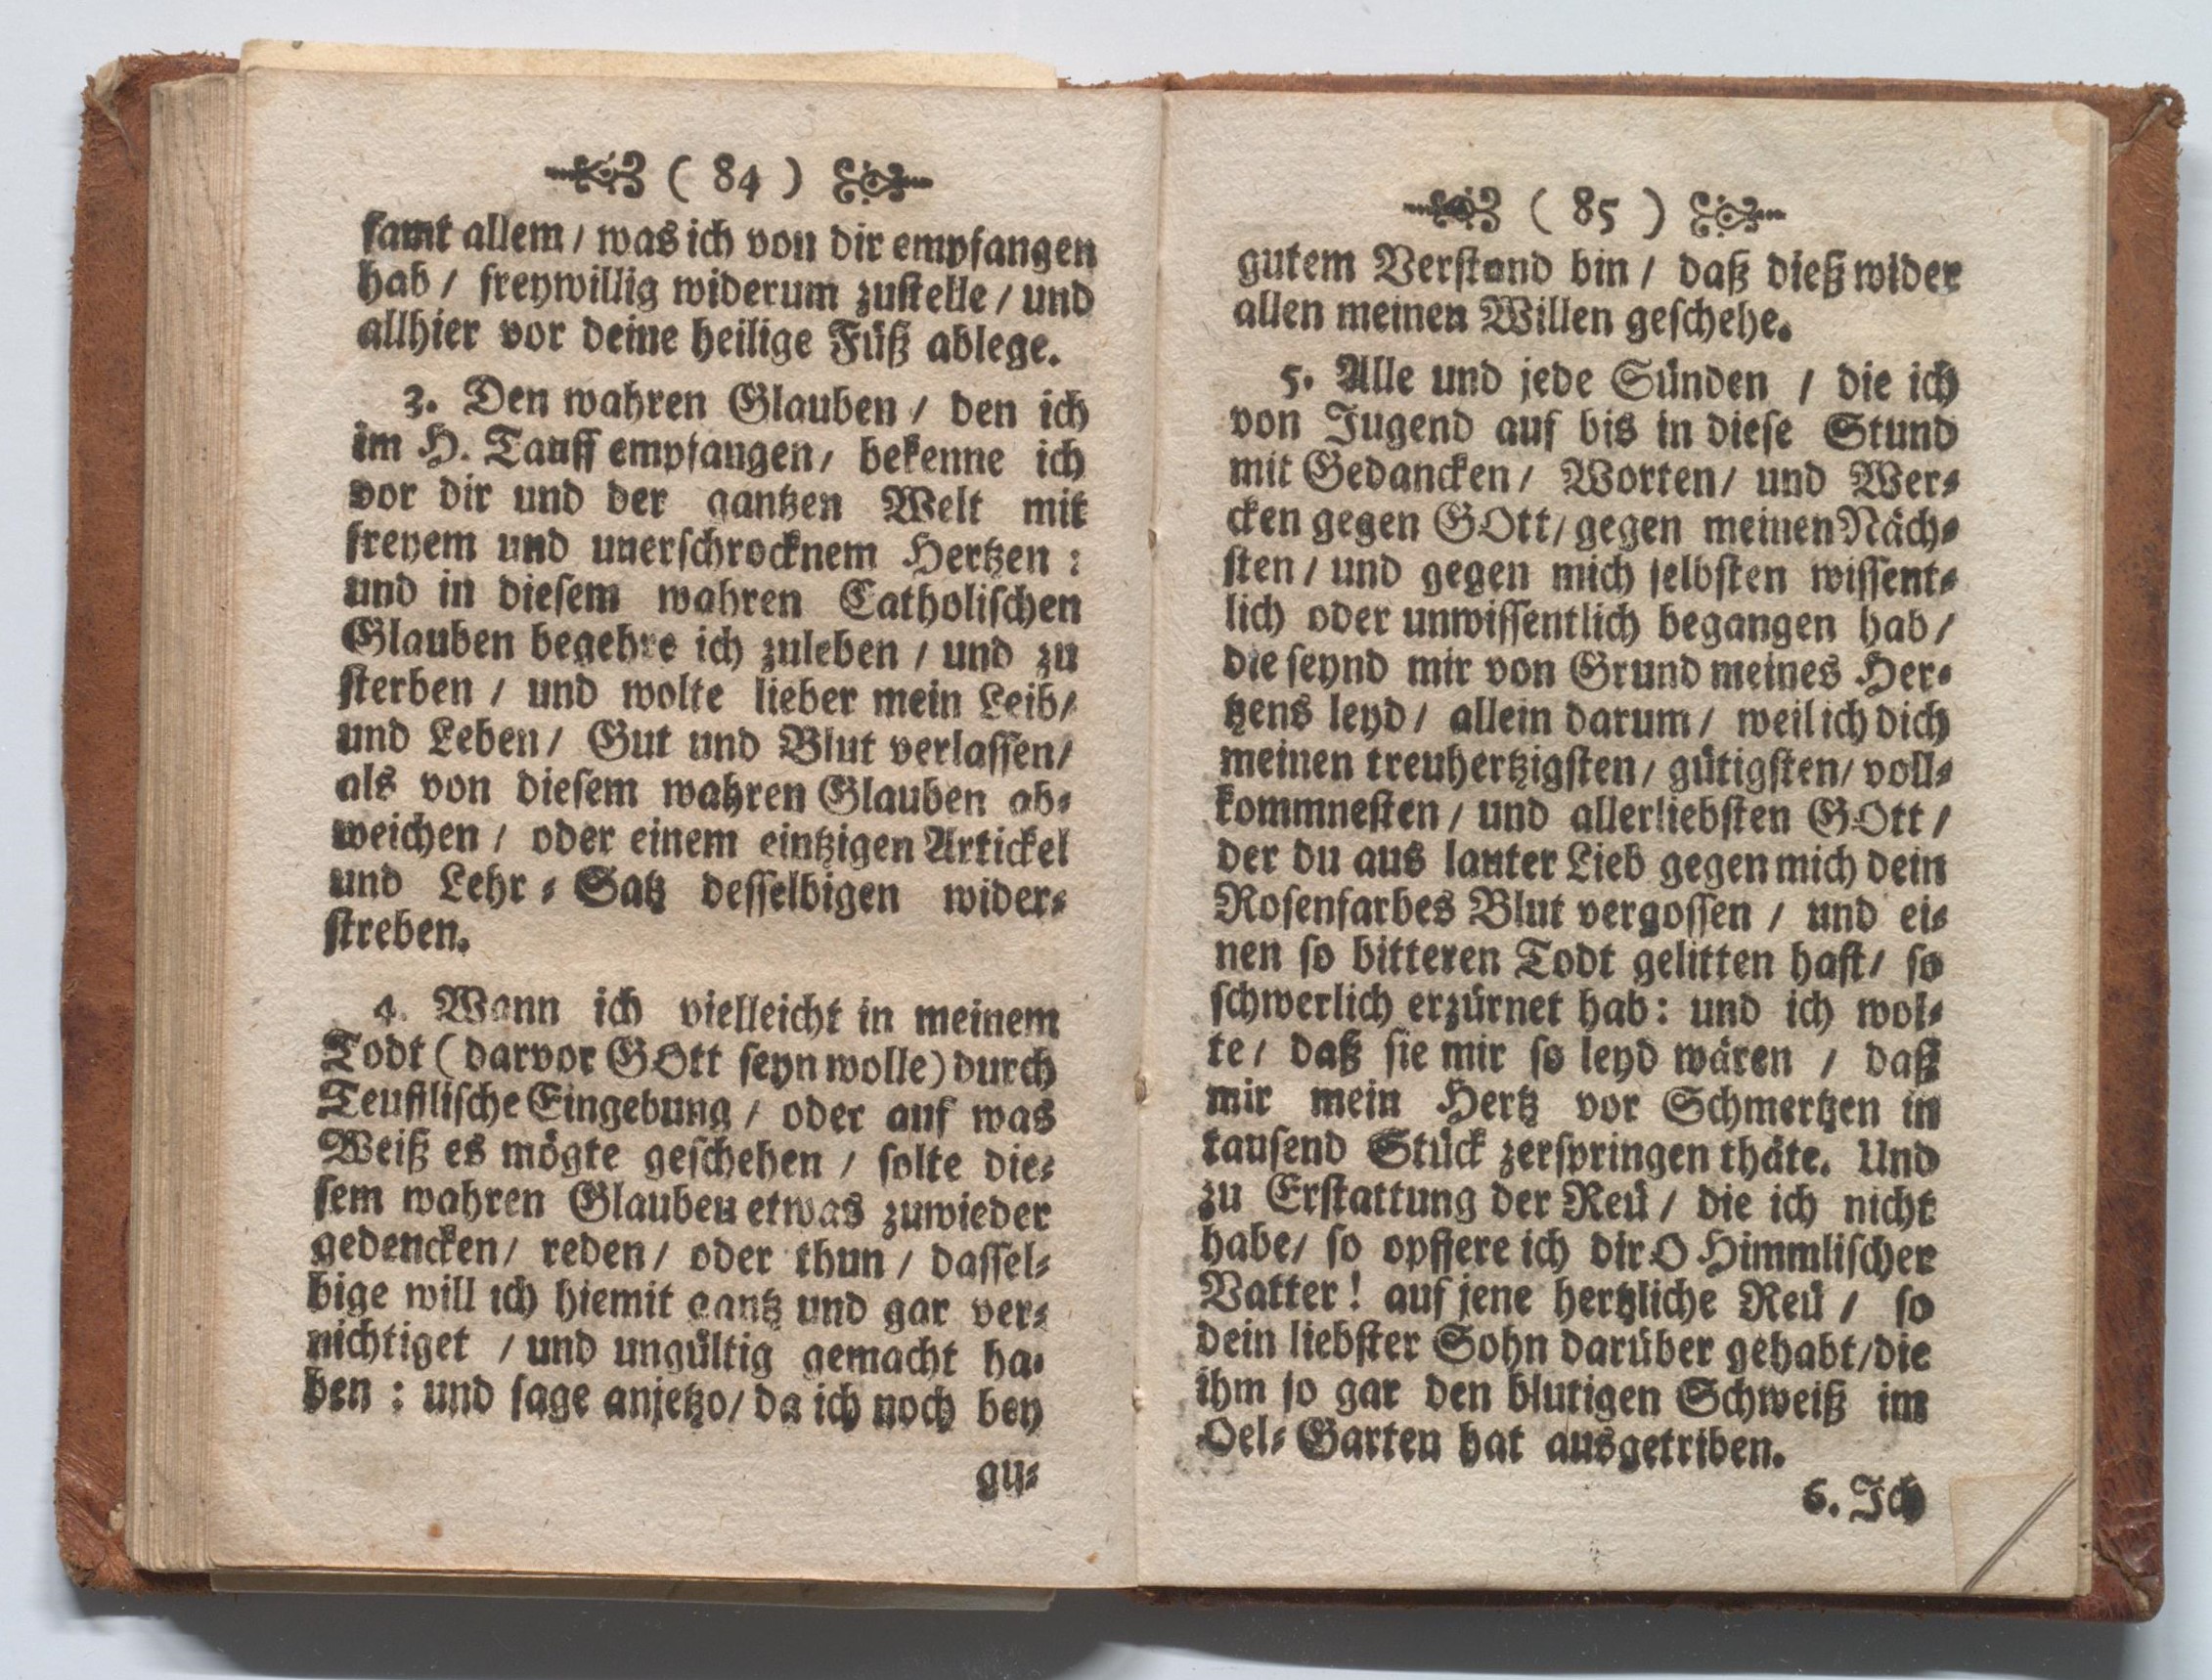 ( 84 )
samt allem / was ich von dir empfangen
hab / freywillig widerum zustelle / und
allhier vor deine heilige Füß ablege.
3. Den wahren Glauben / den ich
im H. Tauff empfangen / bekenne ich
vor dir und der gantzen Welt mit
freyem und unerschrocknem Hertzen :
und in diesem wahren Catholischen
Glauben begehre ich zuleben / und zu
sterben / und wolte lieber mein Leib /
und Leben / Gut und Blut verlassen /
als von diesem wahren Glauben ab-
weichen / oder einem eintzigen Artickel
und Lehr - Satz desselbigen wider-
streben.
4. Wann ich vielleicht in meinem
Todt ( darvor GOtt seyn wolle ) durch
Teuflische Eingebung / oder auf was
Weiß es mögte geschehen / solte die-
sem wahren Glauben etwas zuwieder
gedencken / reden / oder thun / dassel-
bige will ich hiemit gantz und gar ver-
nichtiget / und ungültig gemacht ha-
ben : und sage anjetzo / da ich noch bey
gu-
( 85 )
gutem Verstand bin / daß dieß wider
allen meinen Willen geschehe.
5. Alle und jede Sünden / die ich
von Jugend auf bis in diese Stund
mit Gedancken / Worten / und Wer-
cken gegen GOtt / gegen meinen Näch-
sten / und gegen mich selbsten wissent-
lich oder unwissentlich begangen hab /
die seynd mir von Grund meines Her-
tzens leyd / allein darum / weil ich dich
meinen treuhertzigsten / gütigsten / voll-
kommnesten / und allerliebsten GOtt /
der du aus lauter Lieb gegen mich dein
Rosenfarbes Blut vergossen / und ei-
nen so bitteren Todt gelitten hast / so
schwerlich erzürnet hab : und ich wol-
te / daß sie mir so leyd wären / daß
mir mein Hertz vor Schmertzen in
tausend Stück zerspringen thäte. Und
zu Erstattung der Reü / die ich nicht
habe / so opffere ich dir O Himmlischer
Vatter ! auf jene hertzliche Reü / so
dein liebster Sohn darüber gehabt / die
ihm so gar den blutigen Schweiß im
Oel- Garten hat ausgetriben.
6. Ich